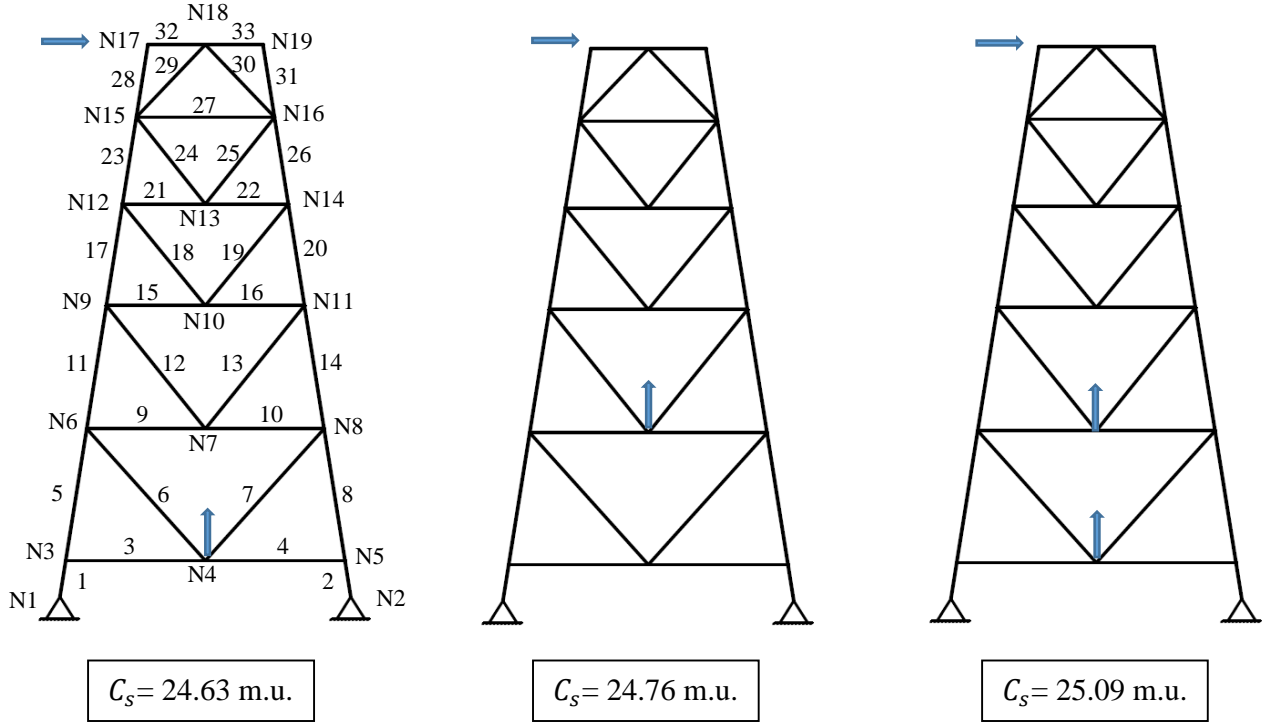 N18
N17 32 33 N19
28 29 30 31
27
N15 N16
23 24 25 26
21 22
N12 N13 N14
17 18 19 20
15 16
N9 N10 N11
11 12 13 14
9 10
N6 N7 N8
5 6 7 8
3 4
N3 N4 N5
1 2
N1 N2
C_s= 24.63 m.u.
C_s= 24.76 m.u.
C_s= 25.09 m.u.